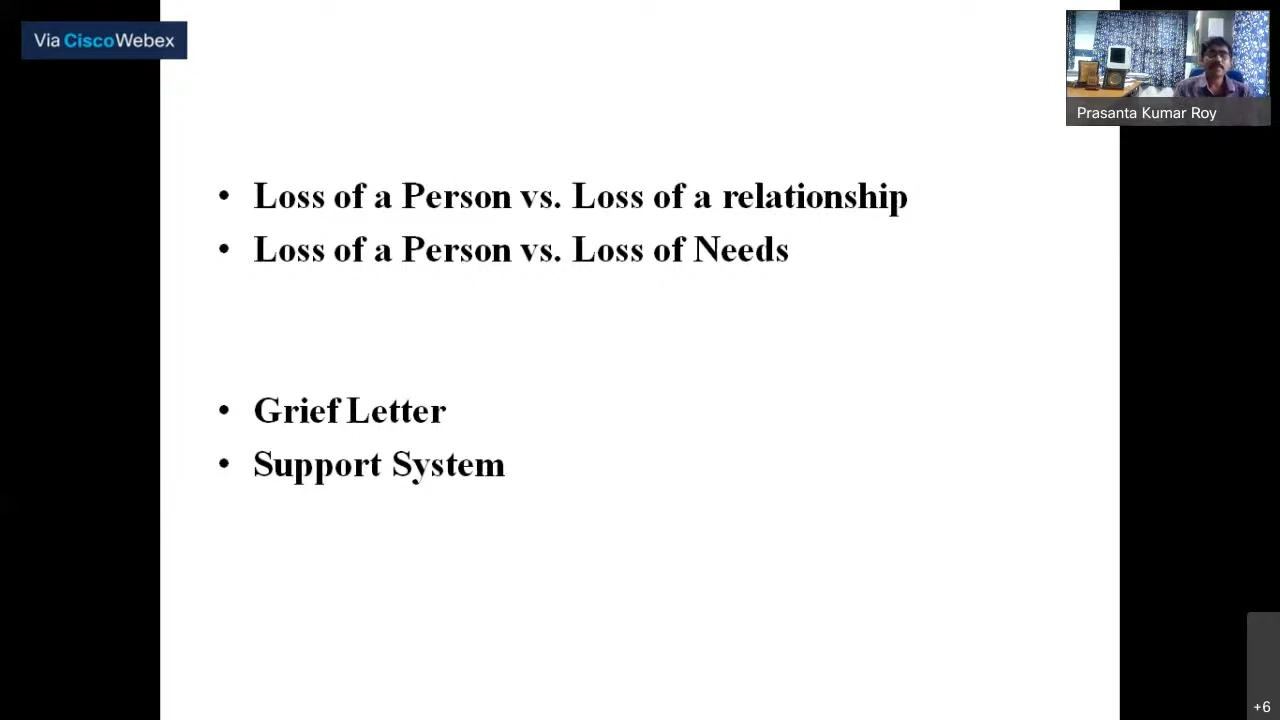 Via CiscoWebex
Prasanta Kumar Roy
• Loss of a Person vs. Loss of a relationship
• Loss of a Person vs. Loss of Needs
• Grief Letter
• Support System
+6